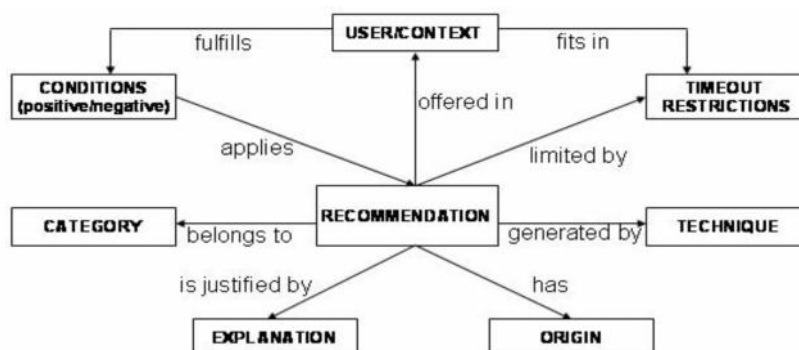 USER/CONTEXT
fulfills
fits in
CONDITIONS
(positive/negative)
TIMEOUT
RESTRICTIONS
offered in
applies
limited by
RECOMMENDATION
CATEGORY
belongs to
generated by
TECHNIQUE
is justified by
has
EXPLANATION
ORIGIN